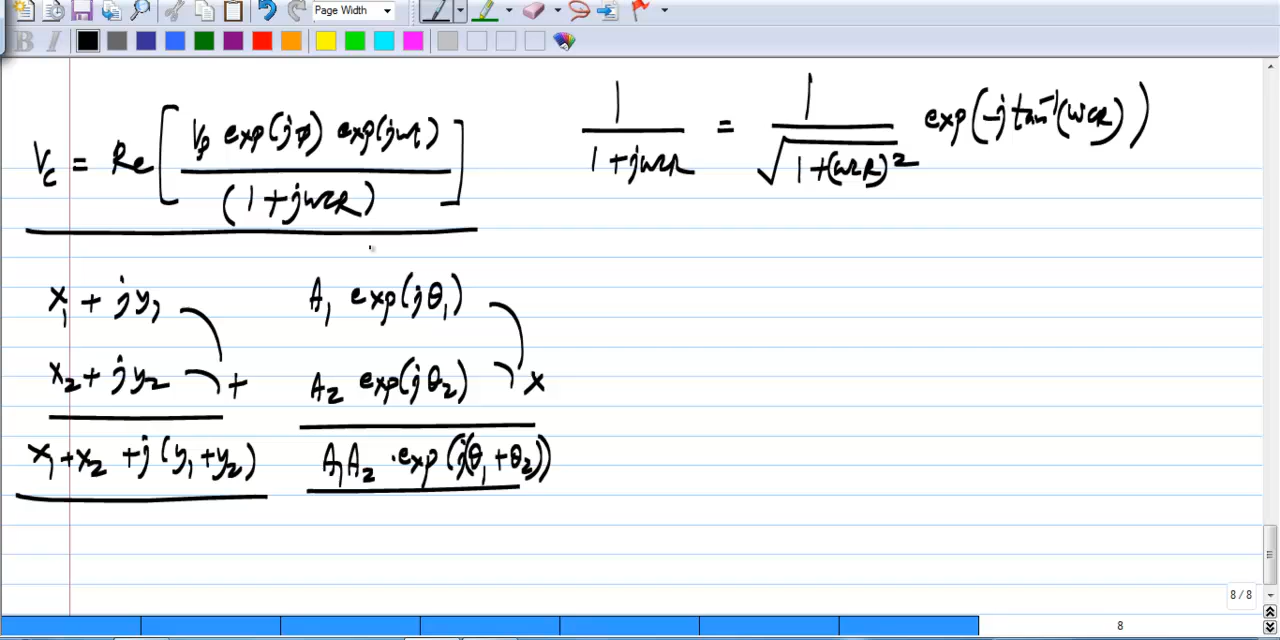 Page Width
B I
V_c = Re [ V_p exp(jφ) exp(jωt) / (1 + jωCR) ]
1 / (1 + jωCR) = 1 / √(1 + (ωCR)²) exp(-j tan⁻¹(ωCR))
x₁ + jy₁
A₁ exp(jθ₁)
x₂ + jy₂ +
A₂ exp(jθ₂) x
x₁ + x₂ + j(y₁ + y₂)
A₁A₂ · exp(j(θ₁ + θ₂))
8 / 8
8